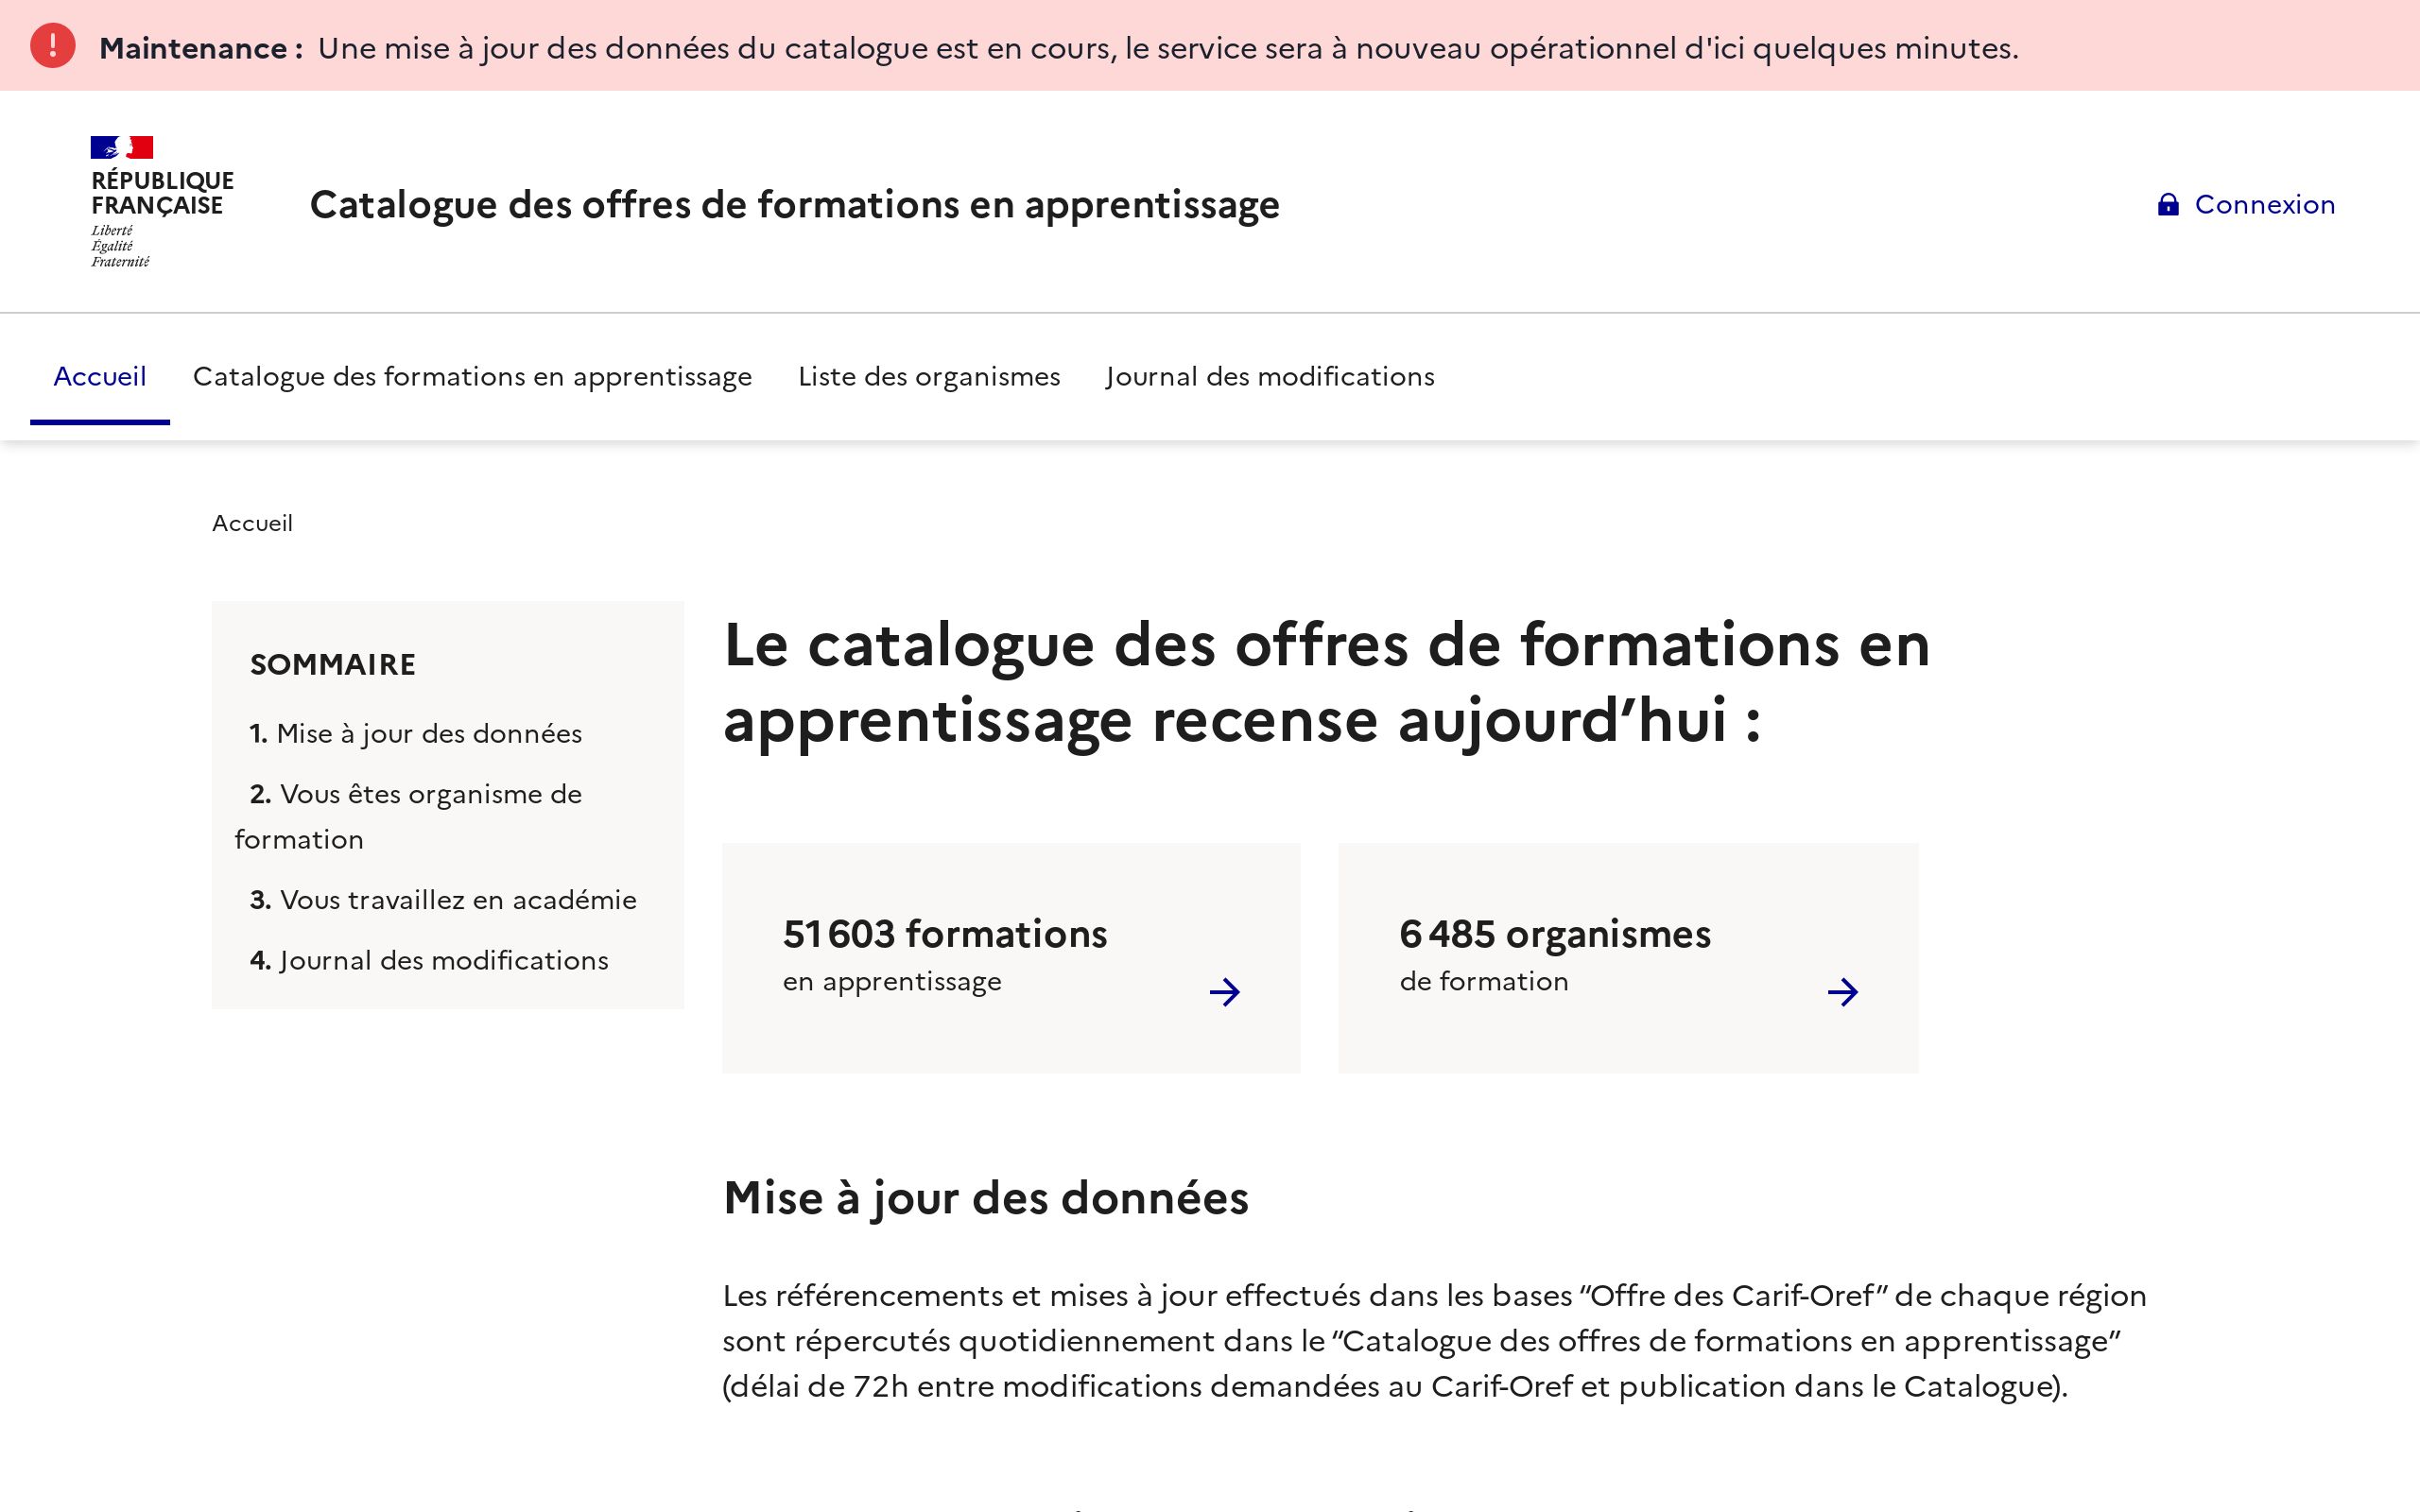 Maintenance : Une mise à jour des données du catalogue est en cours, le service sera à nouveau opérationnel d'ici quelques minutes.
RÉPUBLIQUE
FRANÇAISE
Liberté
Égalité
Fraternité
Catalogue des offres de formations en apprentissage
Connexion
Accueil
Catalogue des formations en apprentissage
Liste des organismes
Journal des modifications
Accueil
SOMMAIRE
1. Mise à jour des données
2. Vous êtes organisme de
formation
3. Vous travaillez en académie
4. Journal des modifications
Le catalogue des offres de formations en
apprentissage recense aujourd’hui :
51 603 formations
en apprentissage
6 485 organismes
de formation
Mise à jour des données
Les référencements et mises à jour effectués dans les bases “Offre des Carif-Oref” de chaque région
sont répercutés quotidiennement dans le “Catalogue des offres de formations en apprentissage”
(délai de 72h entre modifications demandées au Carif-Oref et publication dans le Catalogue).